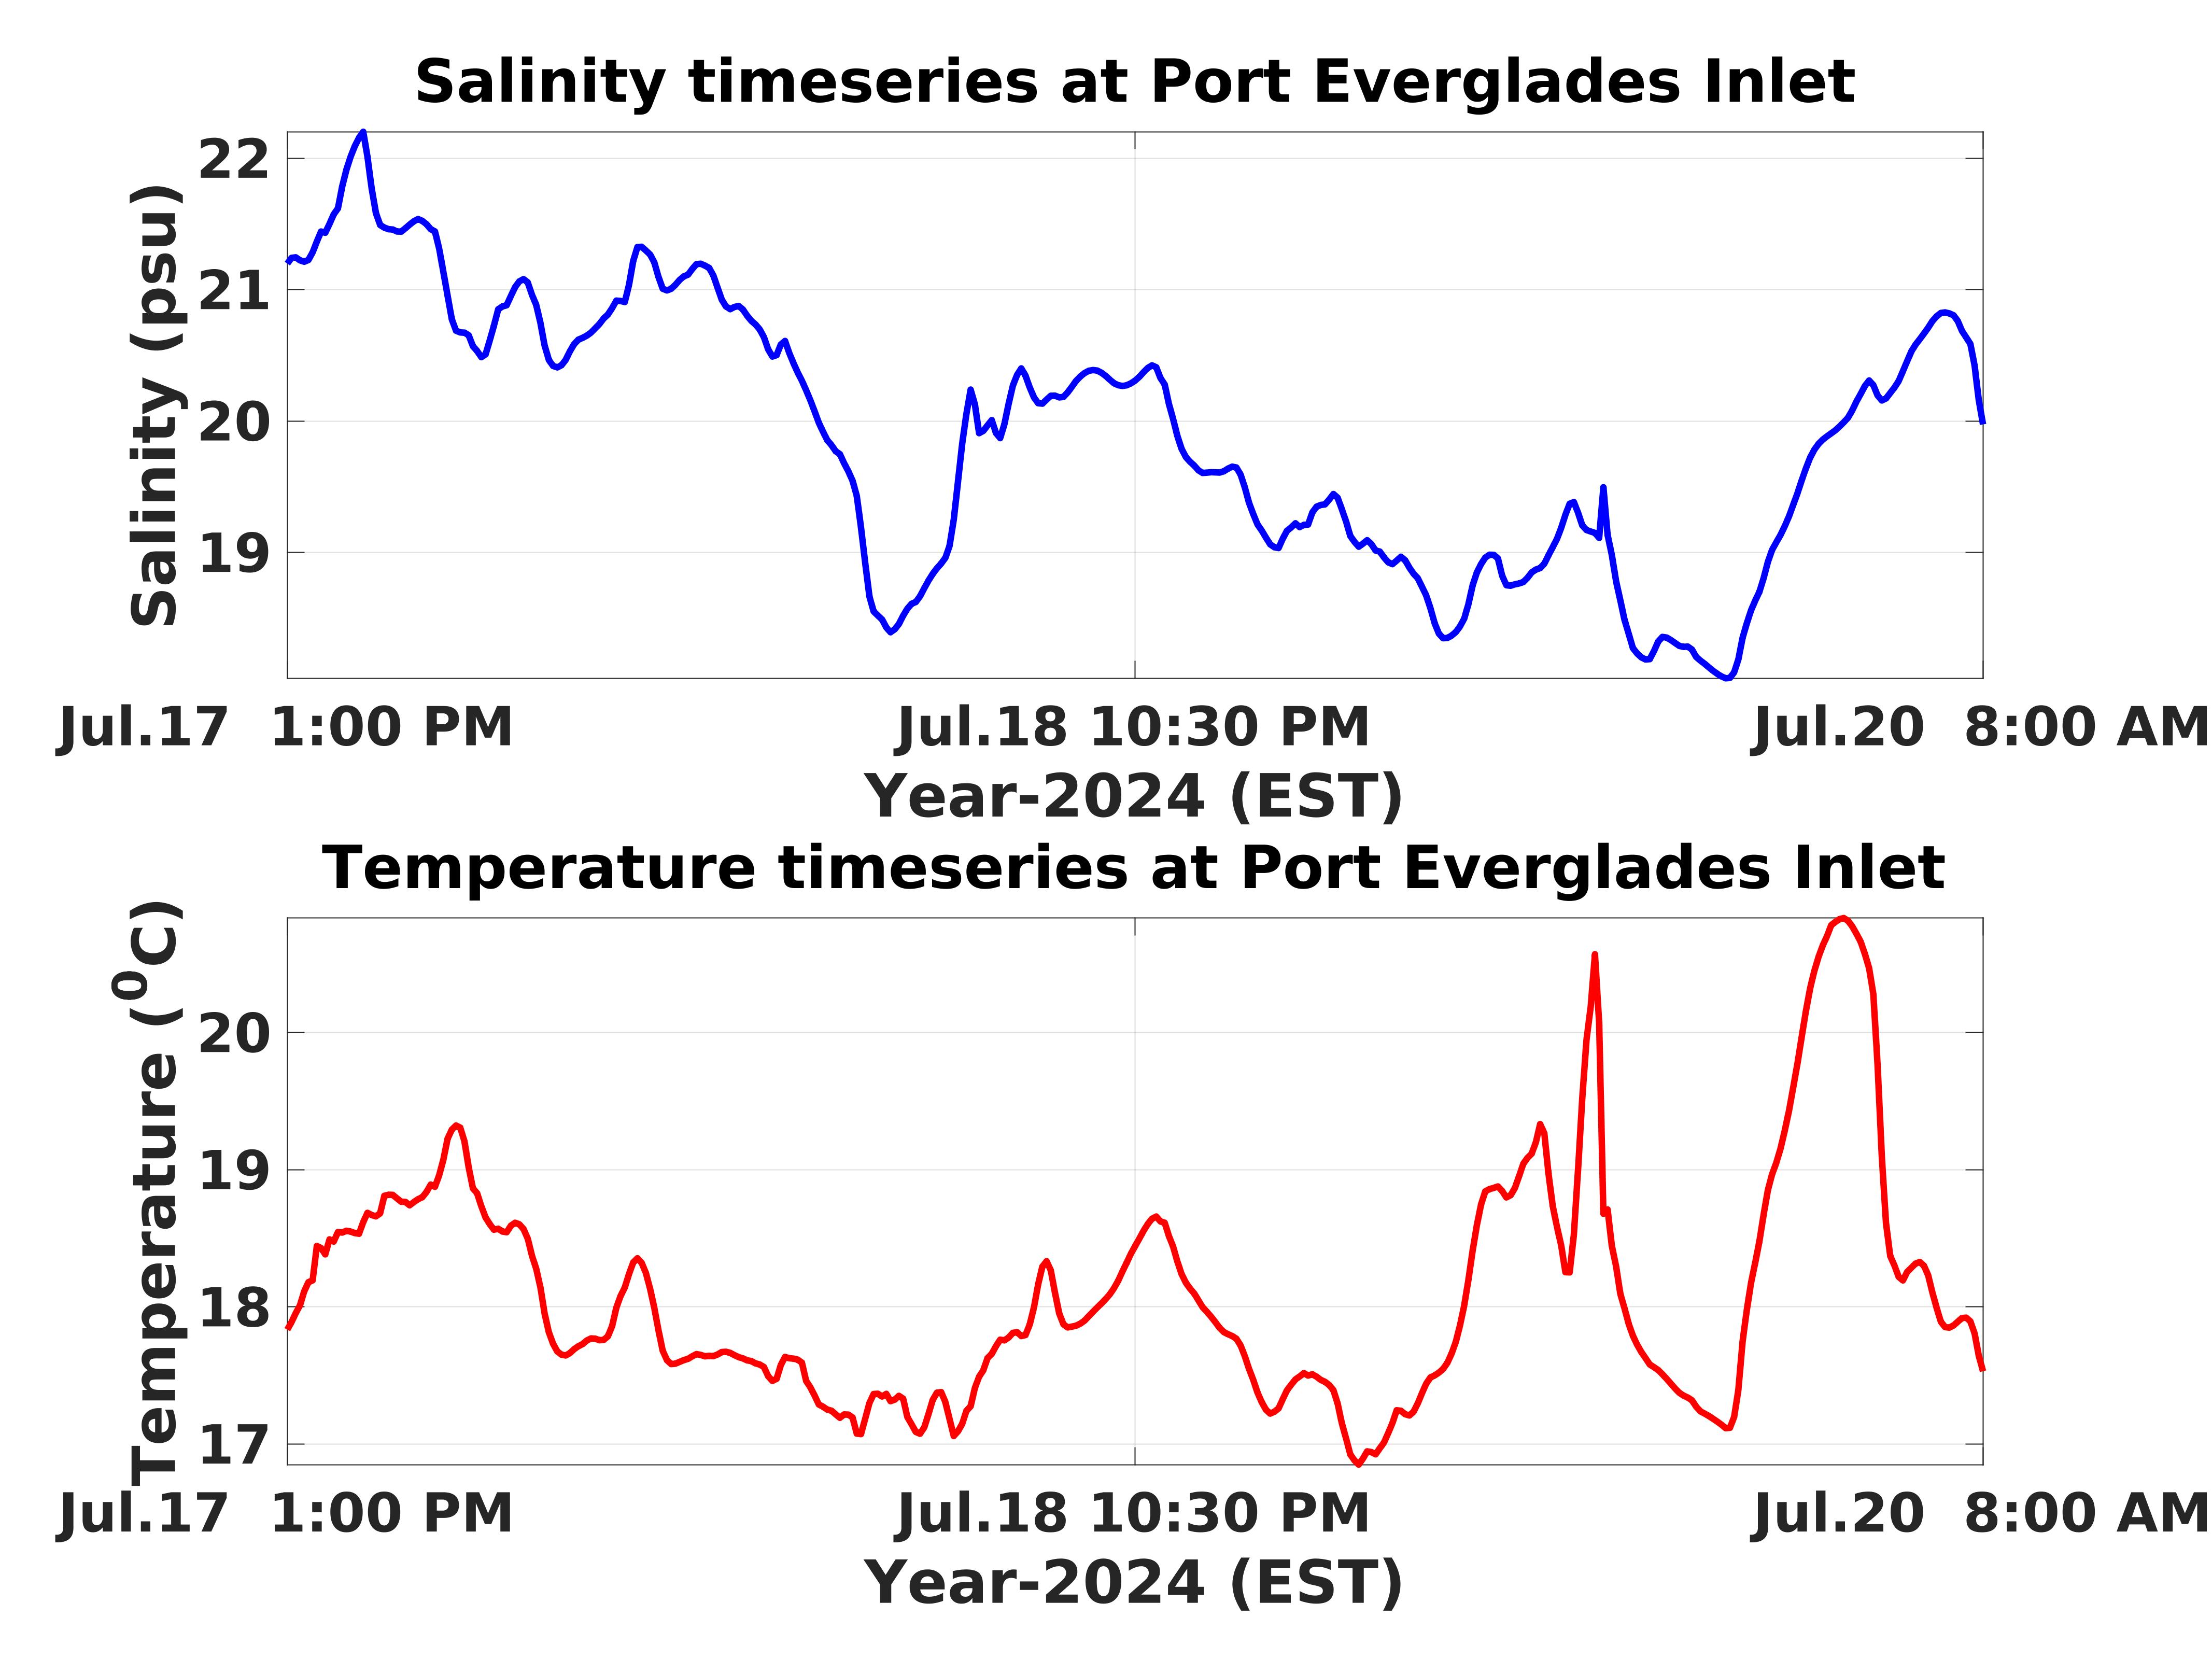 Salinity timeseries at Port Everglades Inlet
Salinity (psu)
22
21
20
19
Jul.17  1:00 PM
Jul.18 10:30 PM
Jul.20  8:00 AM
Year-2024 (EST)
Temperature timeseries at Port Everglades Inlet
Temperature (⁰C)
20
19
18
17
Jul.17  1:00 PM
Jul.18 10:30 PM
Jul.20  8:00 AM
Year-2024 (EST)